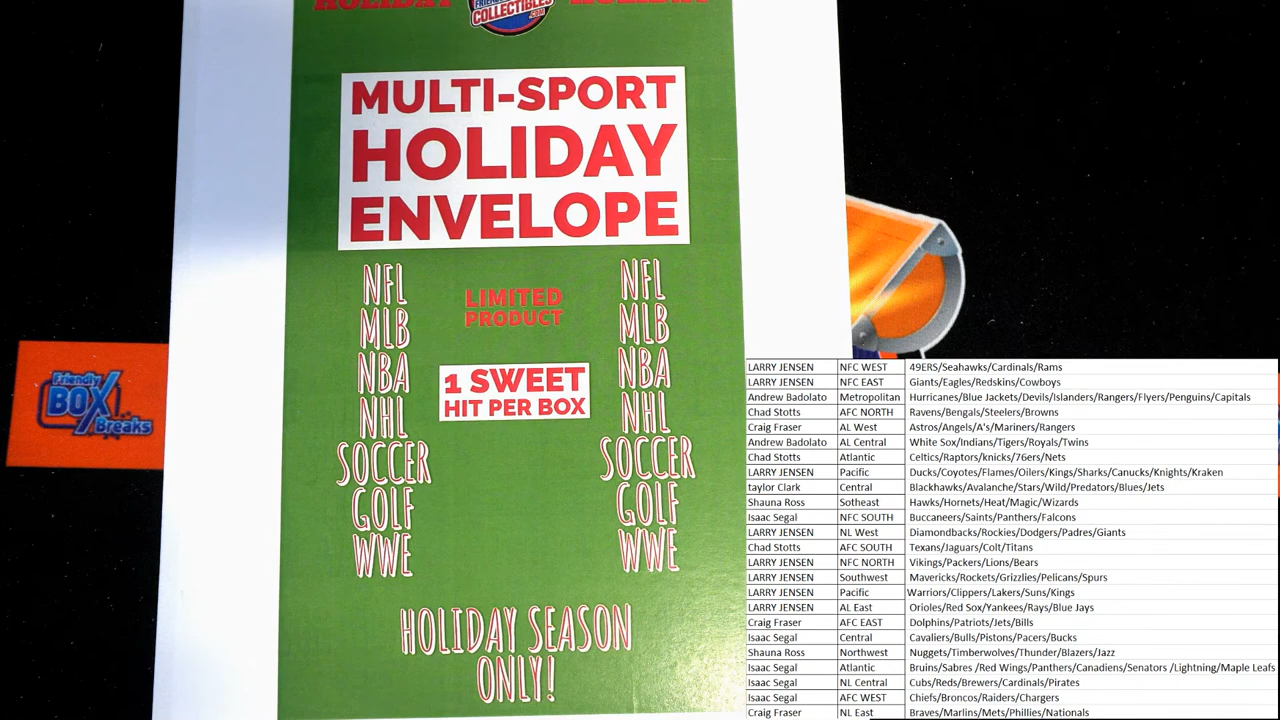 HOLIDAY
HOLIDAY
COLLECTIBLES
.COM
MULTI-SPORT
HOLIDAY
ENVELOPE
NFL
MLB
NBA
NHL
SOCCER
GOLF
WWE
LIMITED
PRODUCT
1 SWEET
HIT PER BOX
NFL
MLB
NBA
NHL
SOCCER
GOLF
WWE
HOLIDAY SEASON
ONLY!
Friendly
BOX
Breaks
LARRY JENSEN NFC WEST 49ERS/Seahawks/Cardinals/Rams
LARRY JENSEN NFC EAST Giants/Eagles/Redskins/Cowboys
Andrew Badolato Metropolitan Hurricanes/Blue Jackets/Devils/Islanders/Rangers/Flyers/Penguins/Capitals
Chad Stotts AFC NORTH Ravens/Bengals/Steelers/Browns
Craig Fraser AL West Astros/Angels/A's/Mariners/Rangers
Andrew Badolato AL Central White Sox/Indians/Tigers/Royals/Twins
Chad Stotts Atlantic Celtics/Raptors/knicks/76ers/Nets
LARRY JENSEN Pacific Ducks/Coyotes/Flames/Oilers/Kings/Sharks/Canucks/Knights/Kraken
taylor Clark Central Blackhawks/Avalanche/Stars/Wild/Predators/Blues/Jets
Shauna Ross Sotheast Hawks/Hornets/Heat/Magic/Wizards
Isaac Segal NFC SOUTH Buccaneers/Saints/Panthers/Falcons
LARRY JENSEN NL West Diamondbacks/Rockies/Dodgers/Padres/Giants
Chad Stotts AFC SOUTH Texans/Jaguars/Colt/Titans
LARRY JENSEN NFC NORTH Vikings/Packers/Lions/Bears
LARRY JENSEN Southwest Mavericks/Rockets/Grizzlies/Pelicans/Spurs
LARRY JENSEN Pacific Warriors/Clippers/Lakers/Suns/Kings
LARRY JENSEN AL East Orioles/Red Sox/Yankees/Rays/Blue Jays
Craig Fraser AFC EAST Dolphins/Patriots/Jets/Bills
Isaac Segal Central Cavaliers/Bulls/Pistons/Pacers/Bucks
Shauna Ross Northwest Nuggets/Timberwolves/Thunder/Blazers/Jazz
Isaac Segal Atlantic Bruins/Sabres /Red Wings/Panthers/Canadiens/Senators /Lightning/Maple Leafs
Isaac Segal NL Central Cubs/Reds/Brewers/Cardinals/Pirates
Isaac Segal AFC WEST Chiefs/Broncos/Raiders/Chargers
Craig Fraser NL East Braves/Marlins/Mets/Phillies/Nationals